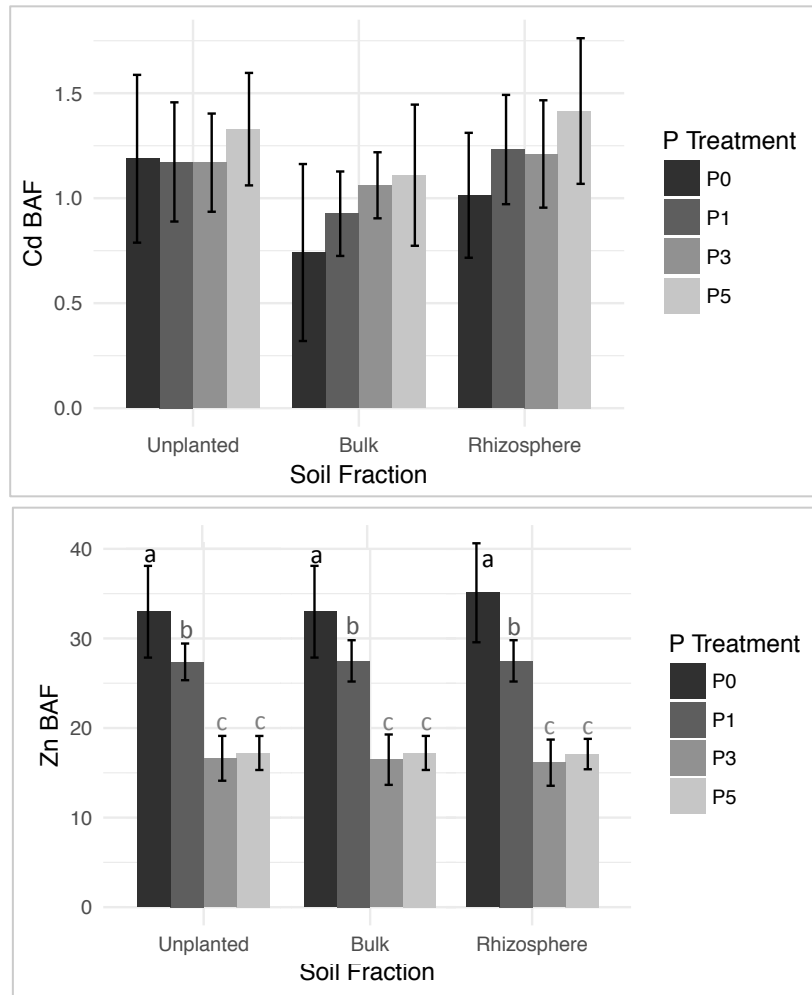 Cd BAF
1.5
1.0
0.5
0.0
Unplanted Bulk Rhizosphere
Soil Fraction
P Treatment
P0
P1
P3
P5
Zn BAF
40
30
20
10
0
a b c c a b c c a b c c
Unplanted Bulk Rhizosphere
Soil Fraction
P Treatment
P0
P1
P3
P5